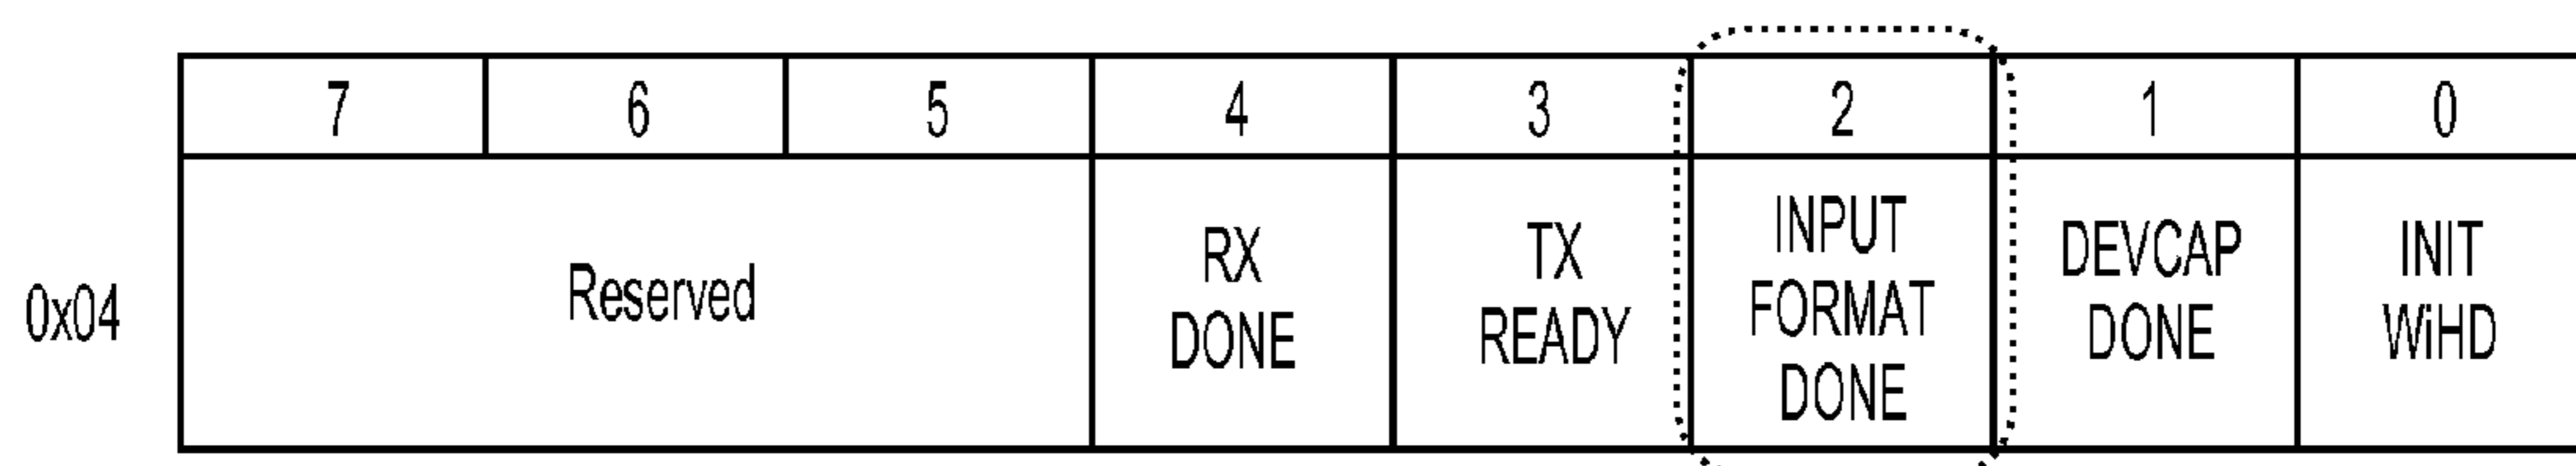 7 6 5 4 3 2 1 0
0x04
Reserved
RX
DONE
TX
READY
INPUT
FORMAT
DONE
DEVCAP
DONE
INIT
WiHD